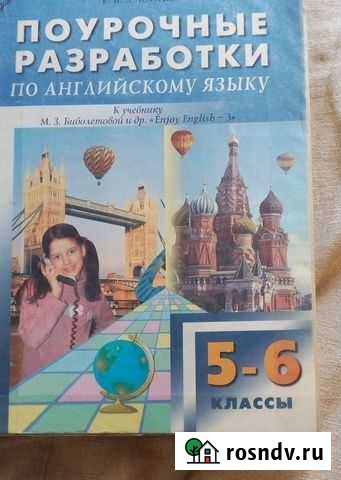 ПОУРОЧНЫЕ
РАЗРАБОТКИ
ПО АНГЛИЙСКОМУ ЯЗЫКУ
К учебнику
М. З. Биболетовой и др. «Enjoy English – 3»
5-6
КЛАССЫ
rosndv.ru